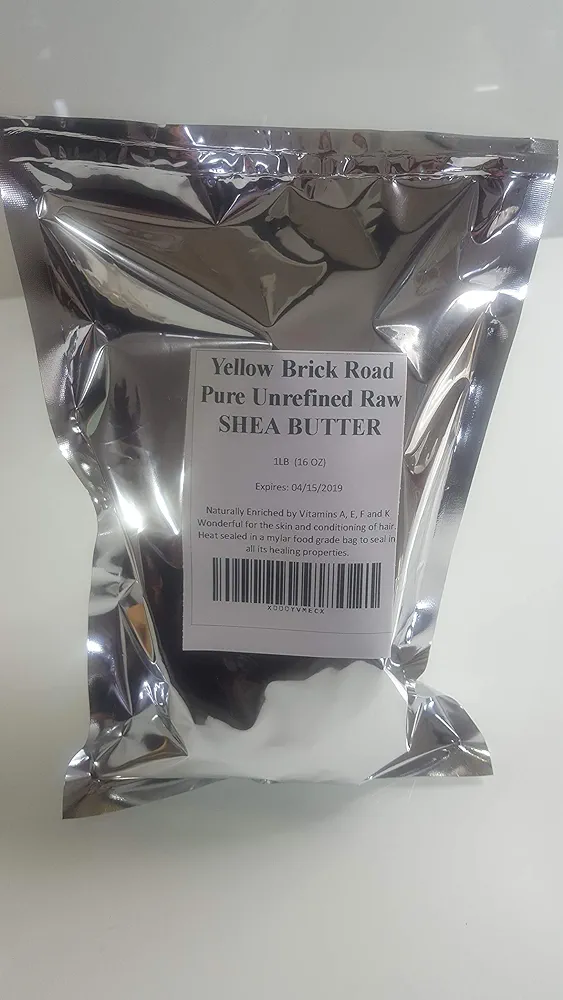 Yellow Brick Road
Pure Unrefined Raw
SHEA BUTTER
1LB (16 OZ)
Expires: 04/15/2019
Naturally Enriched by Vitamins A, E, F and K
Wonderful for the skin and conditioning of hair.
Heat sealed in a mylar food grade bag to seal in
all its healing properties.
X000YVMECX